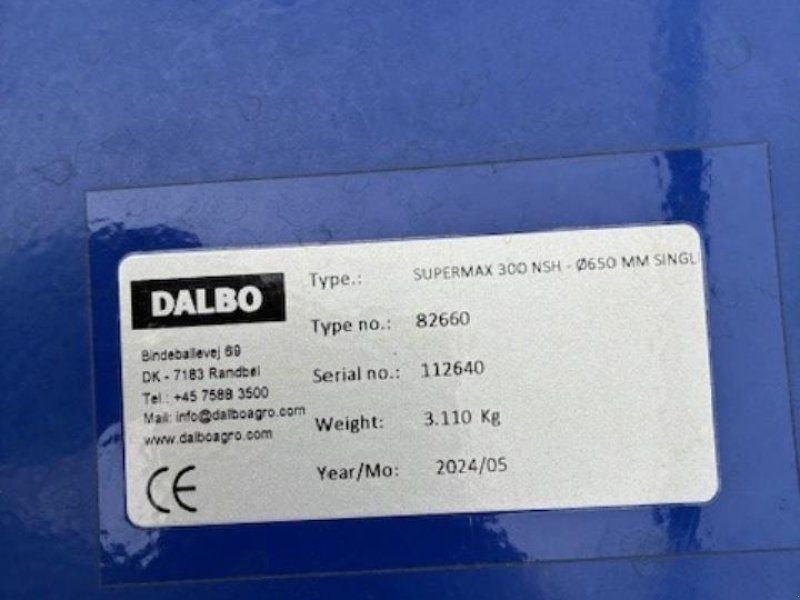 DALBO
Bindeballevej 69
DK - 7183 Randbøl
Tel.: +45 7588 3500
Mail: info@dalboagro.com
www.dalboagro.com
CE
Type.: SUPERMAX 300 NSH - Ø650 MM SINGL
Type no.: 82660
Serial no.: 112640
Weight: 3.110 Kg
Year/Mo: 2024/05